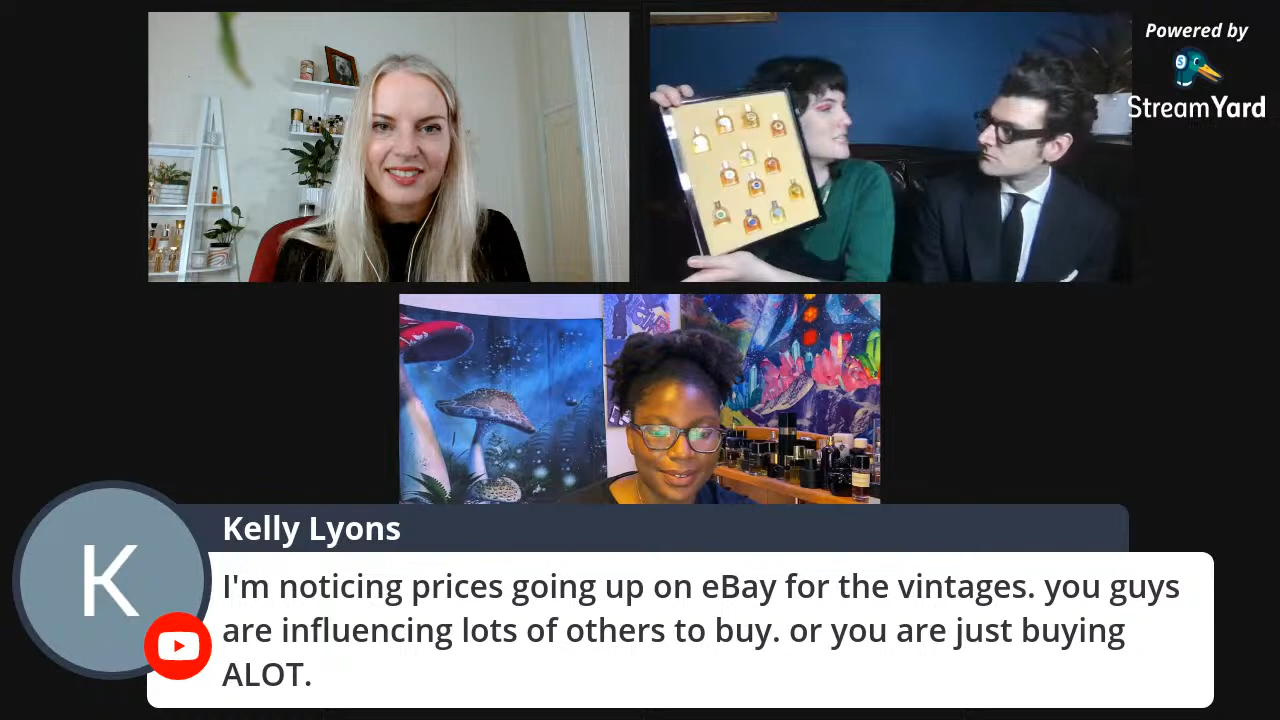 Powered by
StreamYard
Kelly Lyons
K
I'm noticing prices going up on eBay for the vintages. you guys
are influencing lots of others to buy. or you are just buying
ALOT.